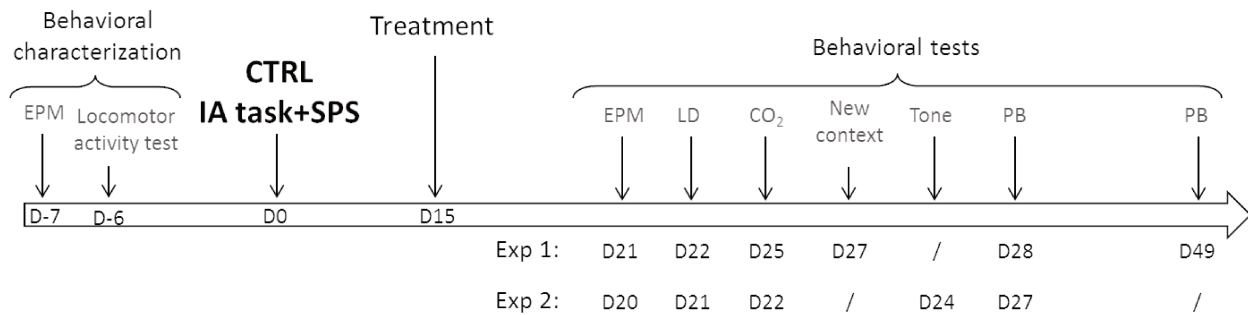 Behavioral
characterization
Treatment
Behavioral tests
CTRL
IA task+SPS
EPM
Locomotor
activity test
EPM
LD
CO₂
New
context
Tone
PB
PB
D-7
D-6
D0
D15
Exp 1: D21 D22 D25 D27 / D28 D49
Exp 2: D20 D21 D22 / D24 D27 /